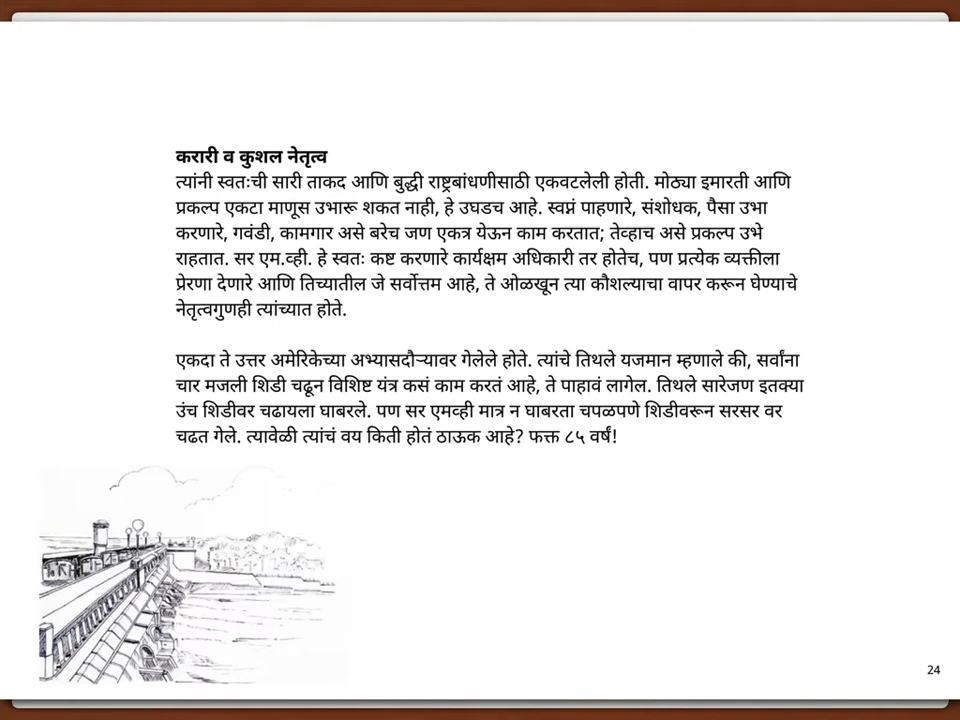 करारी व कुशल नेतृत्व
त्यांनी स्वतःची सारी ताकद आणि बुद्धी राष्ट्रबांधणीसाठी एकवटलेली होती. मोठ्या इमारती आणि
प्रकल्प एकटा माणूस उभारू शकत नाही, हे उघडच आहे. स्वप्नं पाहणारे, संशोधक, पैसा उभा
करणारे, गवंडी, कामगार असे बरेच जण एकत्र येऊन काम करतात; तेव्हाच असे प्रकल्प उभे
राहतात. सर एम.व्ही. हे स्वतः कष्ट करणारे कार्यक्षम अधिकारी तर होतेच, पण प्रत्येक व्यक्तीला
प्रेरणा देणारे आणि तिच्यातील जे सर्वोत्तम आहे, ते ओळखून त्या कौशल्याचा वापर करून घेण्याचे
नेतृत्वगुणही त्यांच्यात होते.
एकदा ते उत्तर अमेरिकेच्या अभ्यासदौऱ्यावर गेलेले होते. त्यांचे तिथले यजमान म्हणाले की, सर्वांना
चार मजली शिडी चढून विशिष्ट यंत्र कसं काम करतं आहे, ते पाहावं लागेल. तिथले सारेजण इतक्या
उंच शिडीवर चढायला घाबरले. पण सर एमव्ही मात्र न घाबरता चपळपणे शिडीवरून सरसर वर
चढत गेले. त्यावेळी त्यांचं वय किती होतं ठाऊक आहे? फक्त ८५ वर्षं!
24